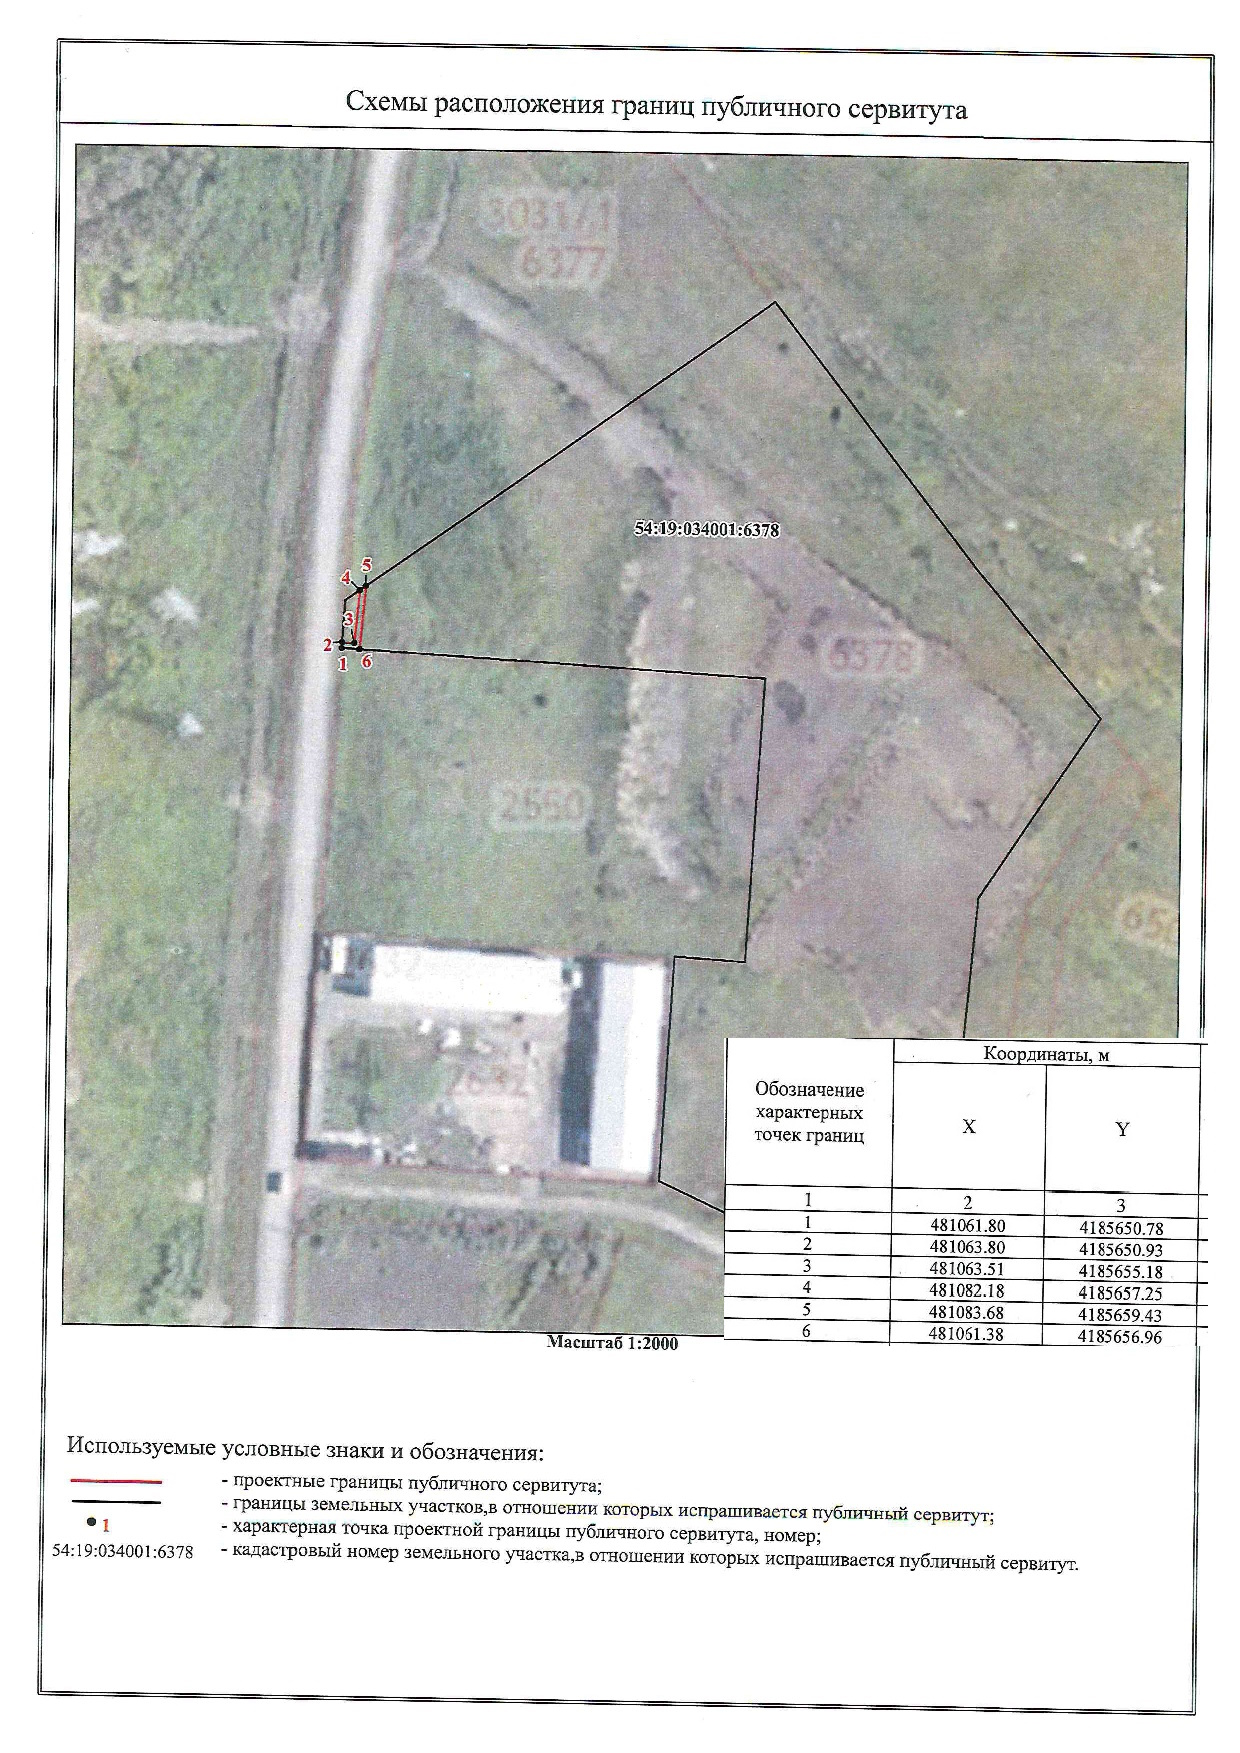 Схемы расположения границ публичного сервитута
3031/1
6377
54:19:034001:6378
5
4
3
2
1
6
6378
2550
Координаты, м
Обозначение
характерных
точек границ
X
Y
1 2 3
1 481061.80 4185650.78
2 481063.80 4185650.93
3 481063.51 4185655.18
4 481082.18 4185657.25
5 481083.68 4185659.43
6 481061.38 4185656.96
Масштаб 1:2000
Используемые условные знаки и обозначения:
- проектные границы публичного сервитута;
- границы земельных участков,в отношении которых испрашивается публичный сервитут;
1 - характерная точка проектной границы публичного сервитута, номер;
54:19:034001:6378 - кадастровый номер земельного участка,в отношении которых испрашивается публичный сервитут.